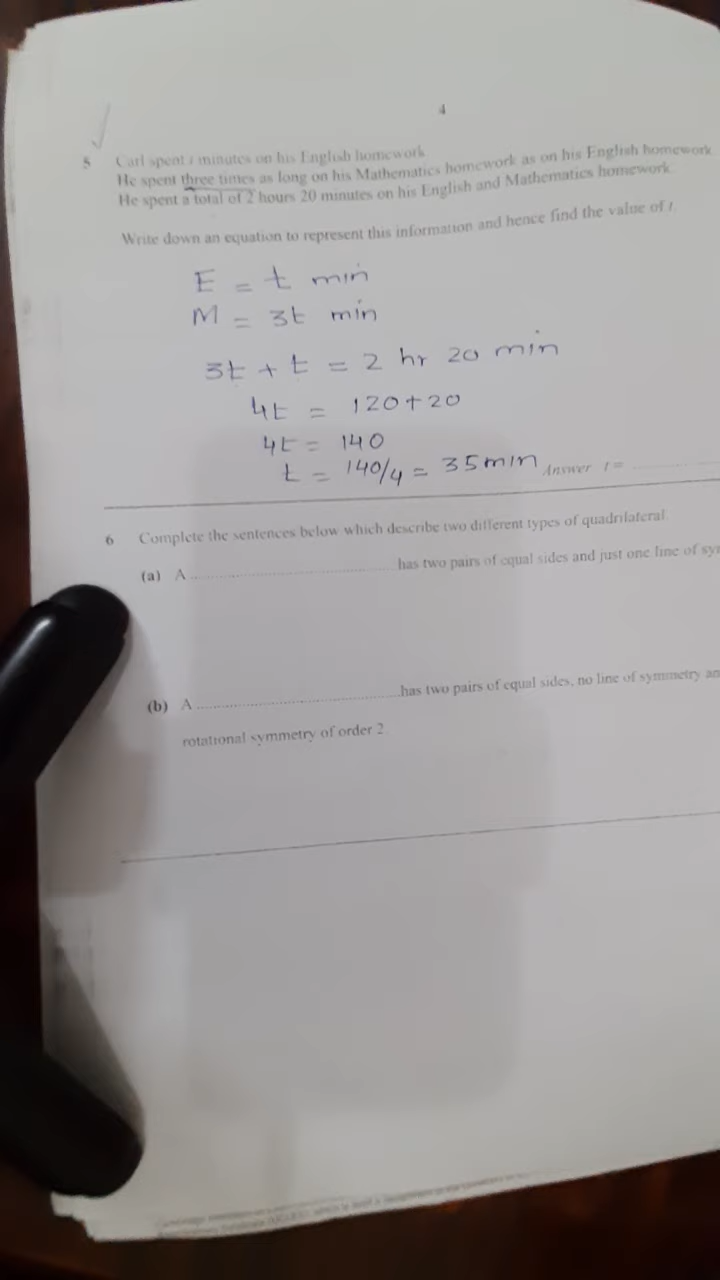 4
5 Carl spent t minutes on his English homework
He spent three times as long on his Mathematics homework as on his English homework
He spent a total of 2 hours 20 minutes on his English and Mathematics homework
Write down an equation to represent this information and hence find the value of t.
E = t min
M = 3t min
3t + t = 2 hr 20 min
4t = 120+20
4t = 140
t = 140/4 = 35min
Answer t = ....................
6 Complete the sentences below which describe two different types of quadrilateral.
(a) A ........................................ has two pairs of equal sides and just one line of
(b) A ........................................ has two pairs of equal sides, no line of symmetry
rotational symmetry of order 2.